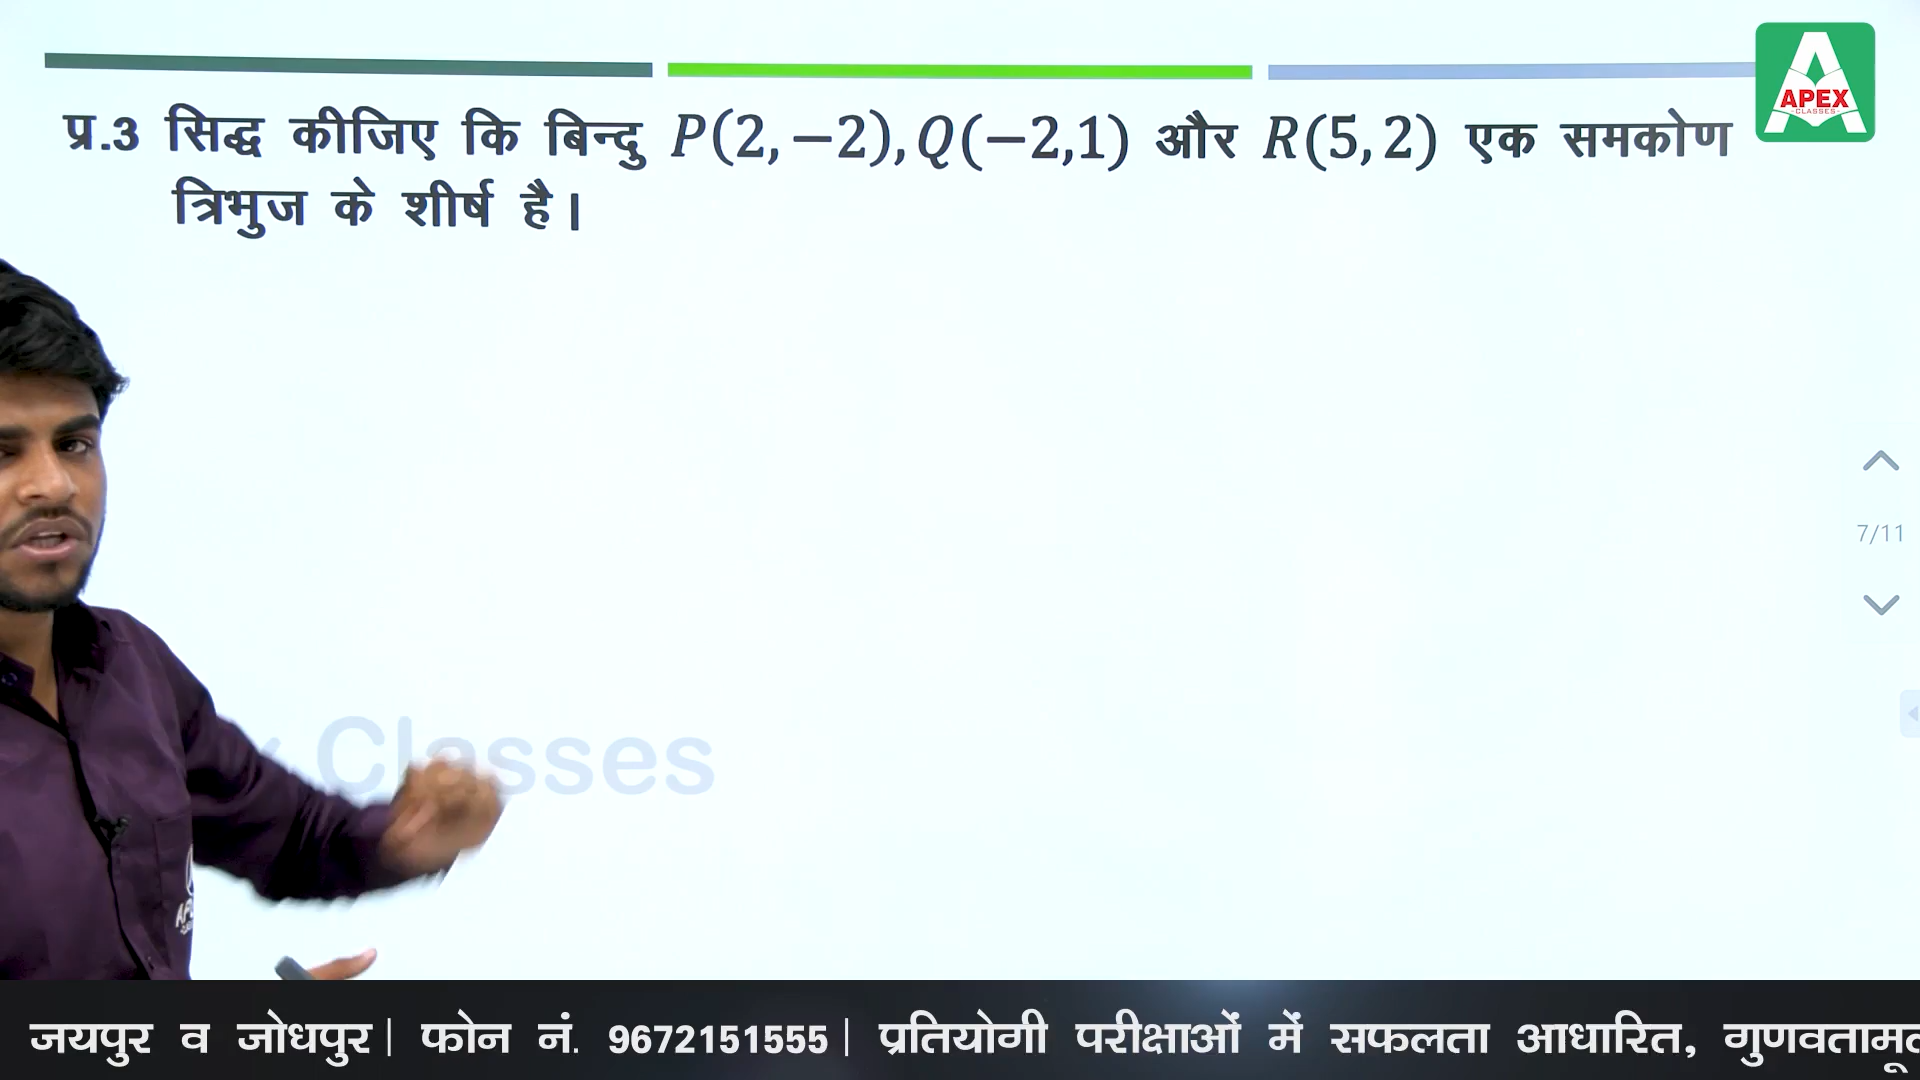 प्र.3 सिद्ध कीजिए कि बिन्दु P(2,−2),Q(−2,1) और R(5,2) एक समकोण
त्रिभुज के शीर्ष है।
APEX
CLASSES
7/11
Classes
जयपुर व जोधपुर| फोन नं. 9672151555| प्रतियोगी परीक्षाओं में सफलता आधारित,